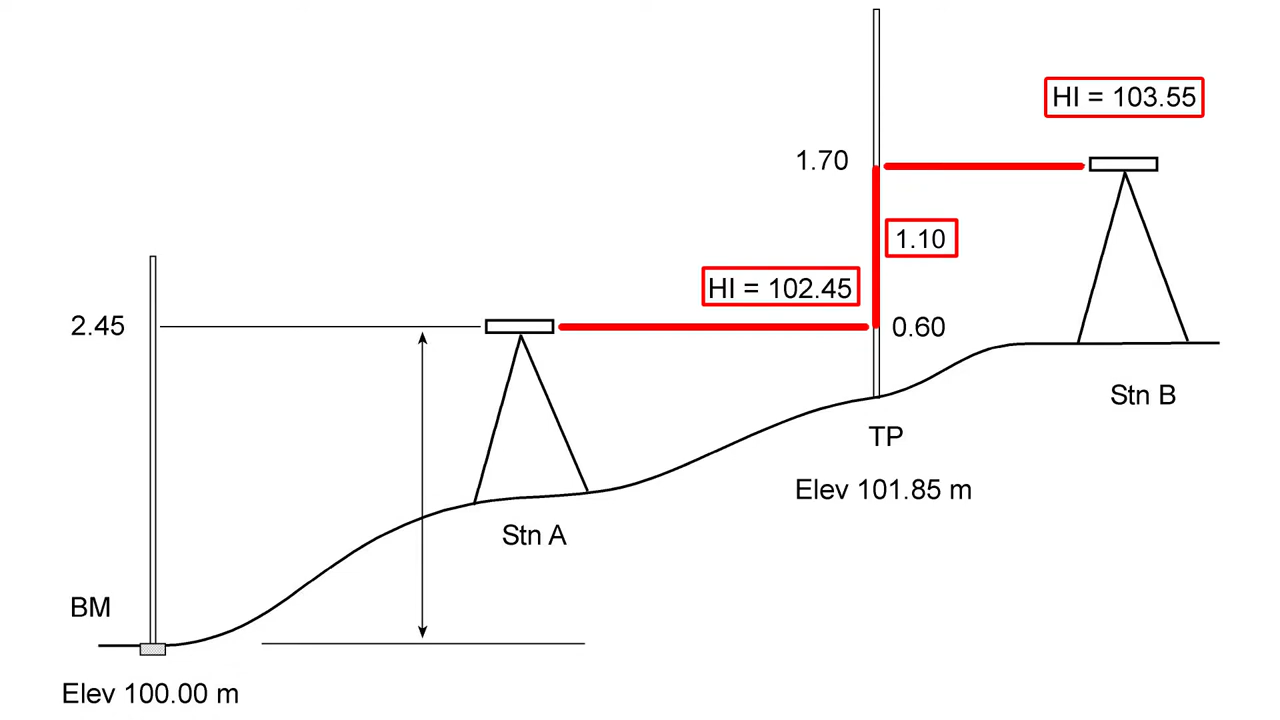 HI = 103.55
1.70
1.10
HI = 102.45
2.45
0.60
Stn B
TP
Elev 101.85 m
Stn A
BM
Elev 100.00 m